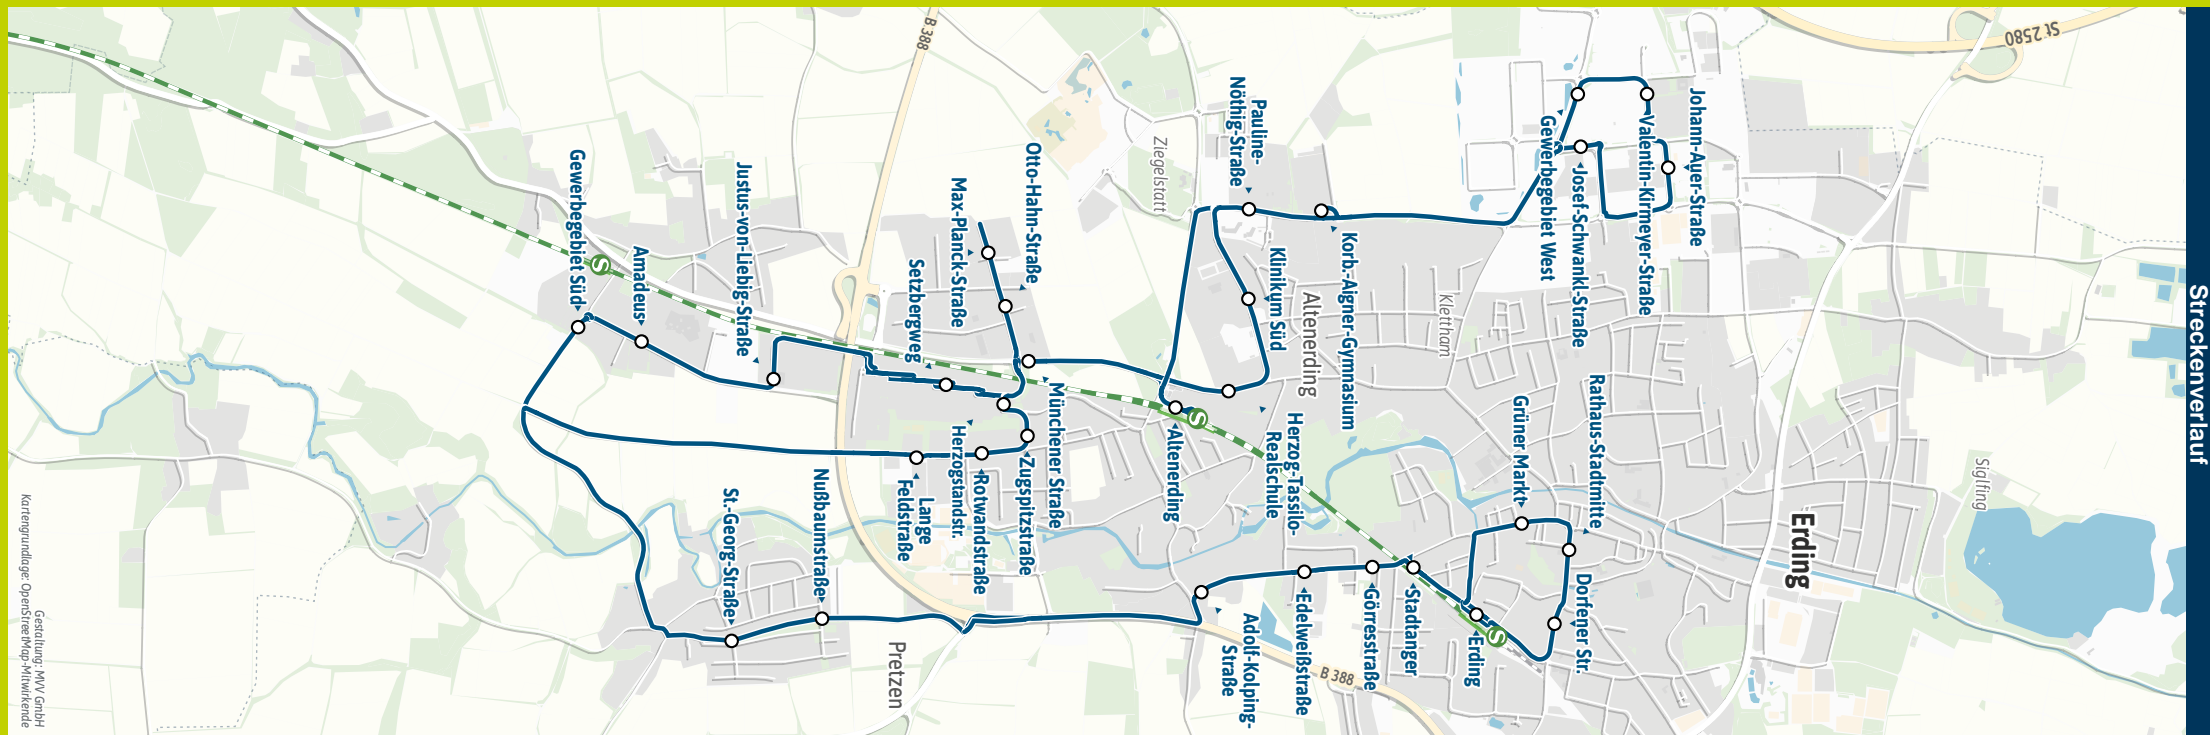 Streckenverlauf
St 2580
B 388
Johann-Auer-Straße
Valentin-Kirmeyer-Straße
Josef-Schwankl-Straße
Gewerbegebiet West
Pauline-
Nöthig-Straße
Korb.-Aigner-Gymnasium
Klinikum Süd
Altenerding
Klettham
Ziegelstatt
Otto-Hahn-Straße
Max-Planck-Straße
Setzbergweg
Justus-von-Liebig-Straße
Amadeus
Gewerbegebiet Süd
S
Rathaus-Stadtmitte
Grüner Markt
Herzog-Tassilo-
Realschule
Altenerding
S
Münchener Straße
Zugspitzstraße
Rotwandstraße
Herzogstandstr.
Lange
Feldstraße
Nußbaumstraße
St.-Georg-Straße
Siglfing
Erding
Dorfener Str.
Erding
S
Stadtanger
Görresstraße
Edelweißstraße
Adolf-Kolping-
Straße
B 388
Pretzen
Gestaltung: MVV GmbH
Kartengrundlage: OpenStreetMap-Mitwirkende